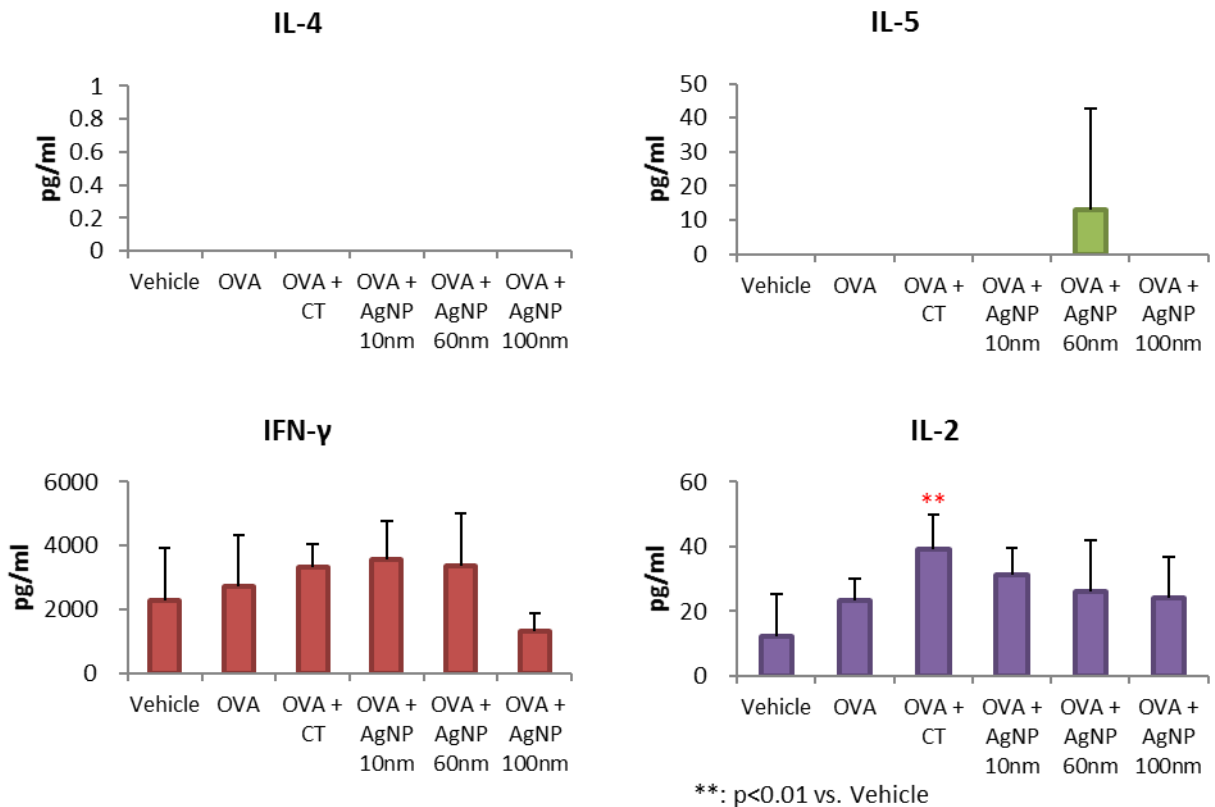 IL-4
pg/ml
1
0.8
0.6
0.4
0.2
0
Vehicle OVA OVA + OVA + OVA + OVA +
CT AgNP AgNP AgNP
10nm 60nm 100nm
IL-5
pg/ml
50
40
30
20
10
0
Vehicle OVA OVA + OVA + OVA + OVA +
CT AgNP AgNP AgNP
10nm 60nm 100nm
IFN-γ
pg/ml
6000
4000
2000
0
Vehicle OVA OVA + OVA + OVA + OVA +
CT AgNP AgNP AgNP
10nm 60nm 100nm
IL-2
pg/ml
60
40
20
0
**
Vehicle OVA OVA + OVA + OVA + OVA +
CT AgNP AgNP AgNP
10nm 60nm 100nm
**: p<0.01 vs. Vehicle